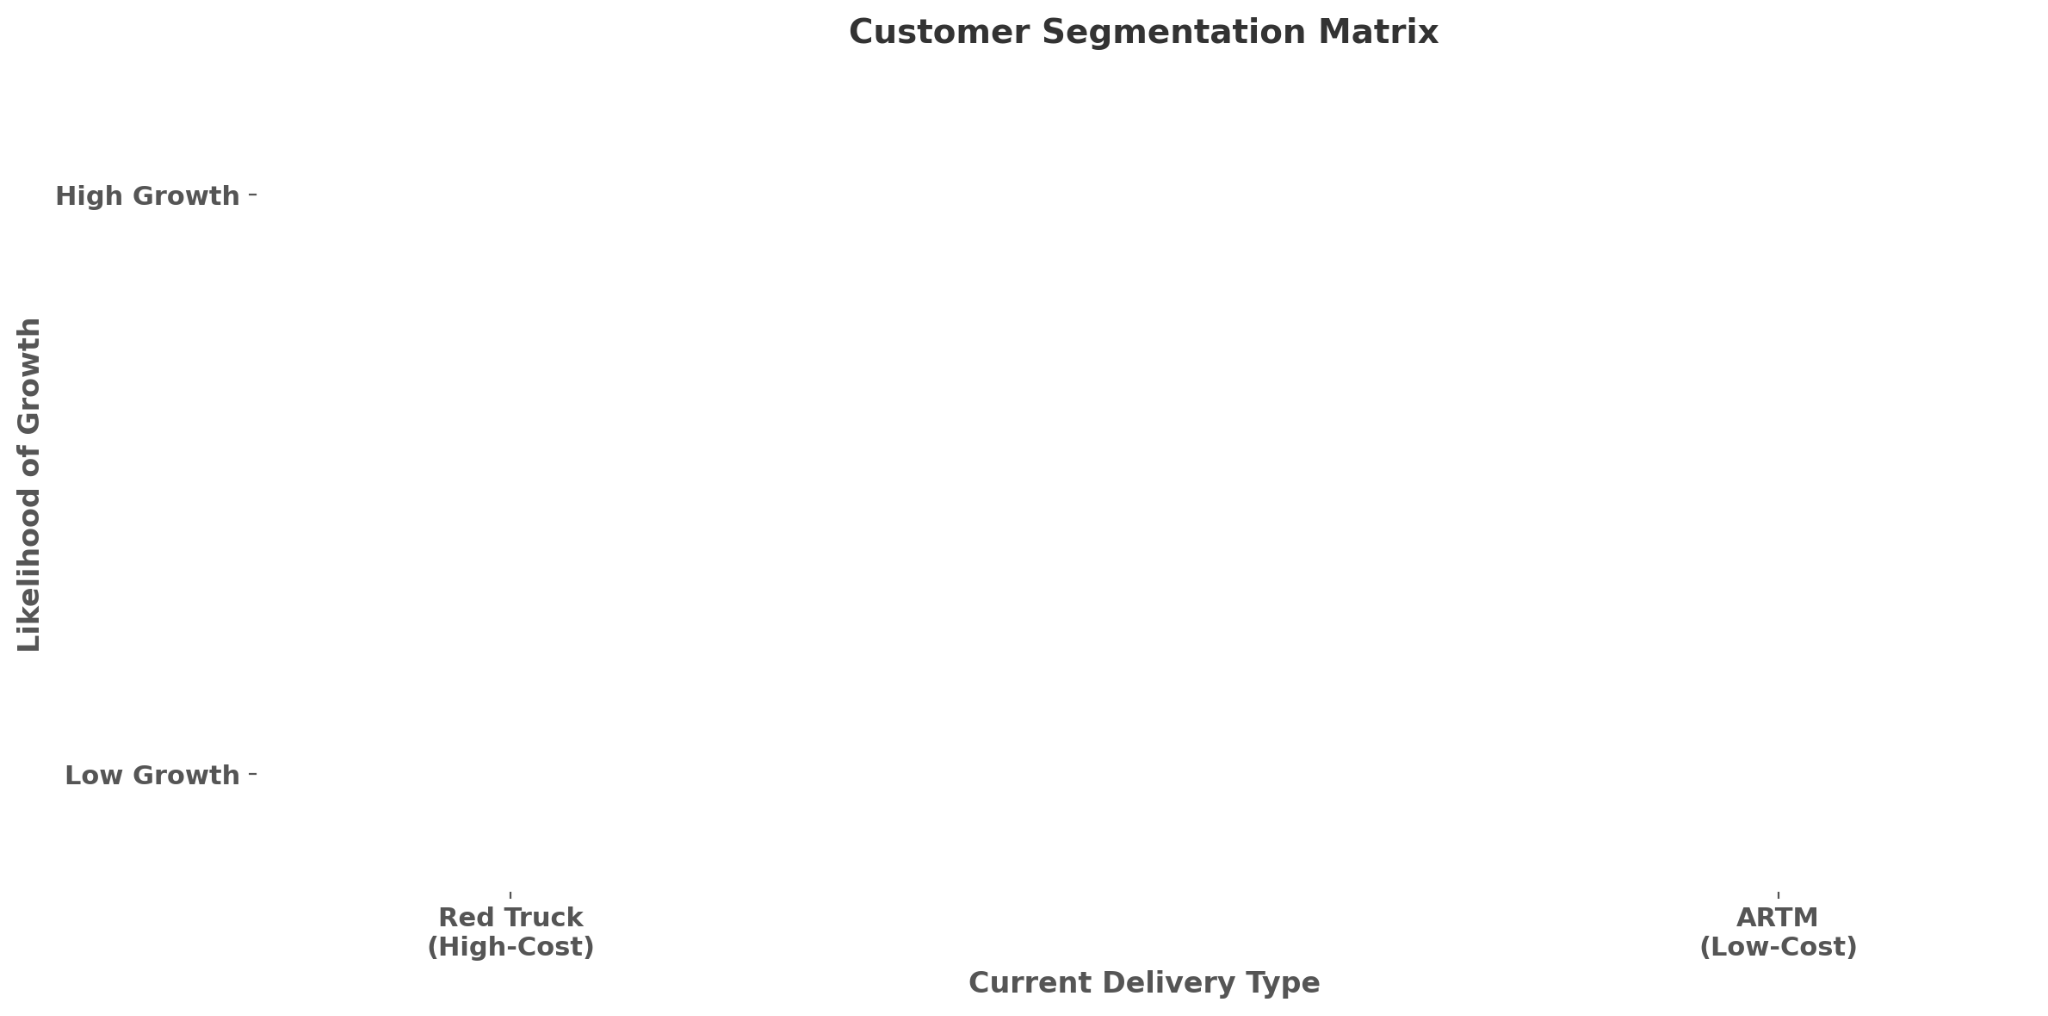 Customer Segmentation Matrix
High Growth
Likelihood of Growth
Low Growth
Red Truck
(High-Cost)
ARTM
(Low-Cost)
Current Delivery Type